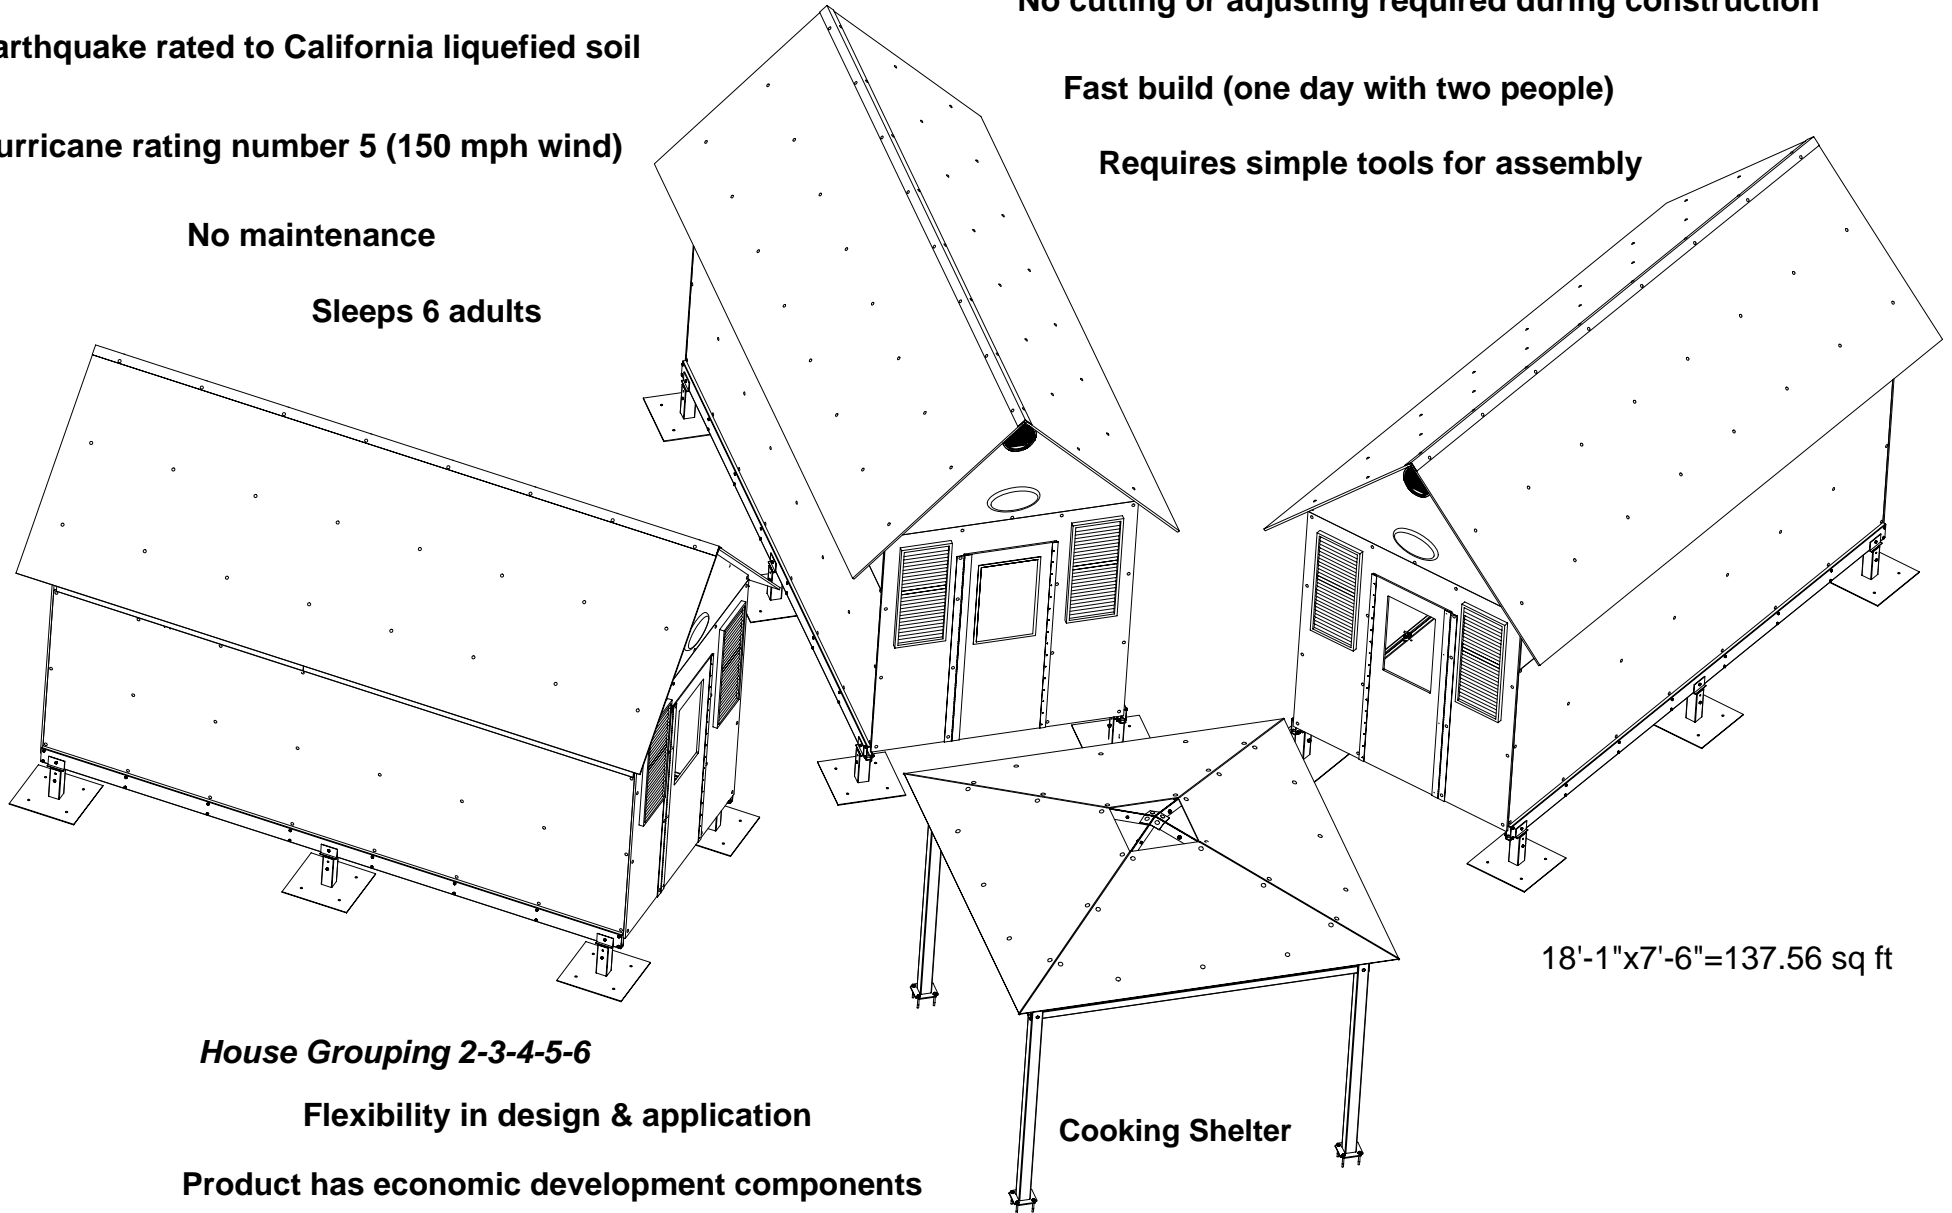 No cutting or adjusting required during construction
arthquake rated to California liquefied soil
Fast build (one day with two people)
urricane rating number 5 (150 mph wind)
Requires simple tools for assembly
No maintenance
Sleeps 6 adults
18'-1"x7'-6"=137.56 sq ft
House Grouping 2-3-4-5-6
Flexibility in design & application
Cooking Shelter
Product has economic development components